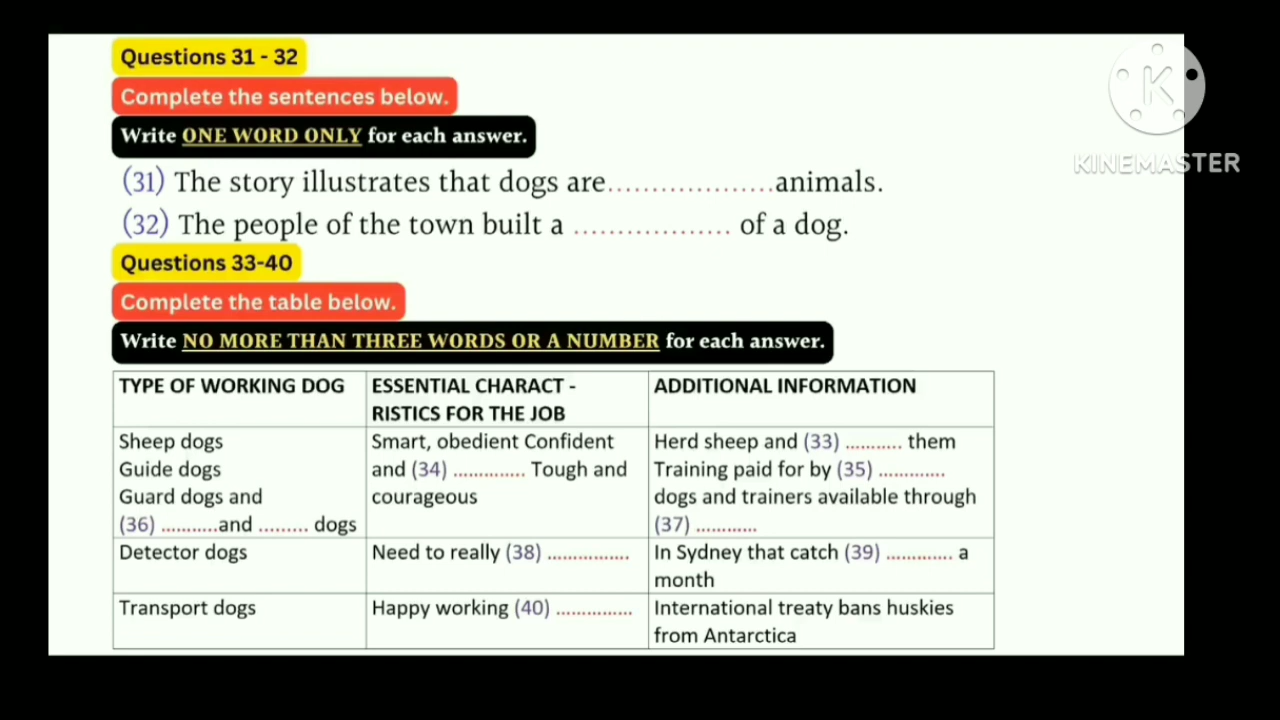 Questions 31 - 32
Complete the sentences below.
Write ONE WORD ONLY for each answer.
(31) The story illustrates that dogs are...................animals.
(32) The people of the town built a .................. of a dog.
Questions 33-40
Complete the table below.
Write NO MORE THAN THREE WORDS OR A NUMBER for each answer.
TYPE OF WORKING DOG
ESSENTIAL CHARACT -
RISTICS FOR THE JOB
ADDITIONAL INFORMATION
Sheep dogs
Guide dogs
Guard dogs and
(36) ...........and ......... dogs
Smart, obedient Confident
and (34) .............. Tough and
courageous
Herd sheep and (33) ........... them
Training paid for by (35) .............
dogs and trainers available through
(37) ............
Detector dogs
Need to really (38) ................
In Sydney that catch (39) ............. a
month
Transport dogs
Happy working (40) ...............
International treaty bans huskies
from Antarctica
K
KINEMASTER